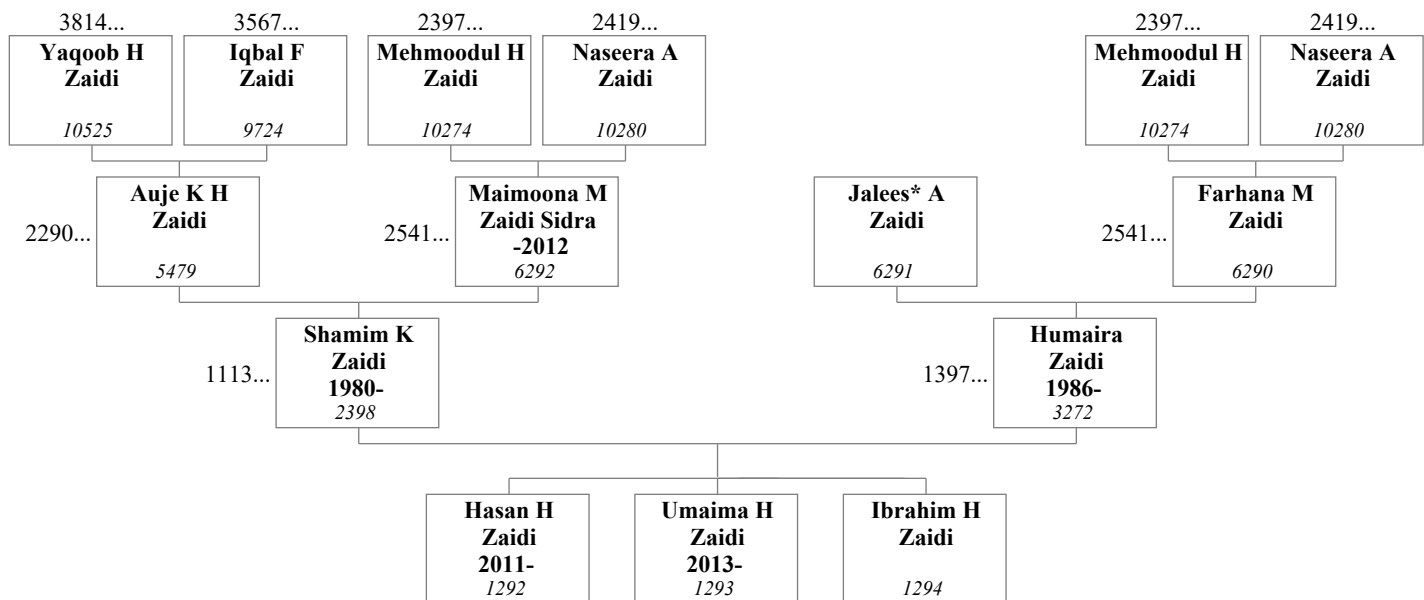 3814... 3567... 2397... 2419... 2397... 2419...
Yaqoob H
Zaidi
10525
Iqbal F
Zaidi
9724
Mehmoodul H
Zaidi
10274
Naseera A
Zaidi
10280
Mehmoodul H
Zaidi
10274
Naseera A
Zaidi
10280
2290...
Auje K H
Zaidi
5479
2541...
Maimoona M
Zaidi Sidra
-2012
6292
Jalees* A
Zaidi
6291
2541...
Farhana M
Zaidi
6290
1113...
Shamim K
Zaidi
1980-
2398
1397...
Humaira
Zaidi
1986-
3272
Hasan H
Zaidi
2011-
1292
Umaima H
Zaidi
2013-
1293
Ibrahim H
Zaidi
1294